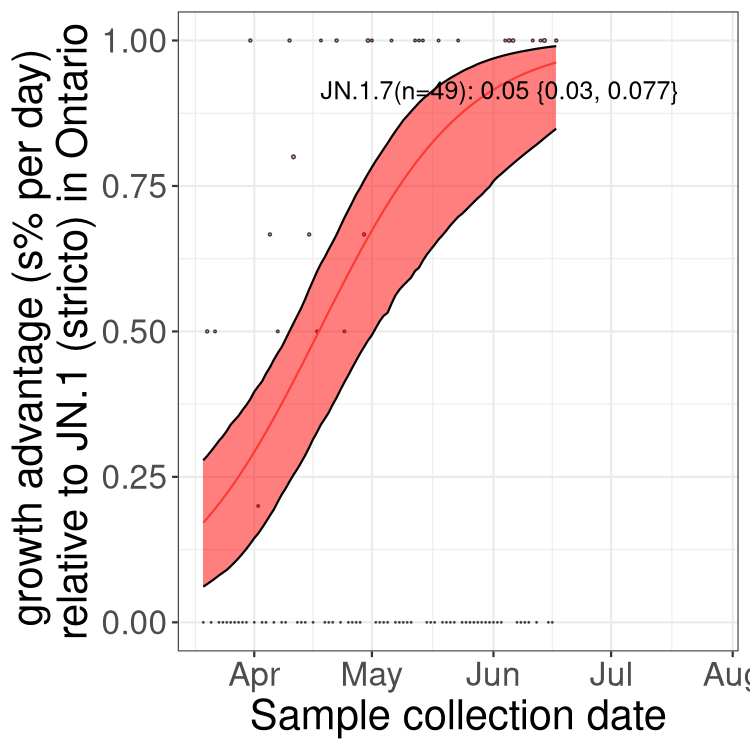 growth advantage (s% per day)
relative to JN.1 (stricto) in Ontario
1.00
0.75
0.50
0.25
0.00
JN.1.7(n=49): 0.05 {0.03, 0.077}
Apr May Jun Jul Aug
Sample collection date